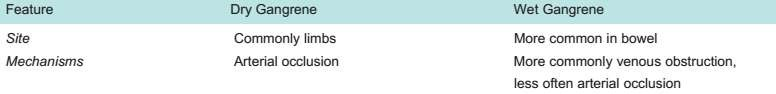 Feature Dry Gangrene Wet Gangrene
Site Commonly limbs More common in bowel
Mechanisms Arterial occlusion More commonly venous obstruction,
less often arterial occlusion